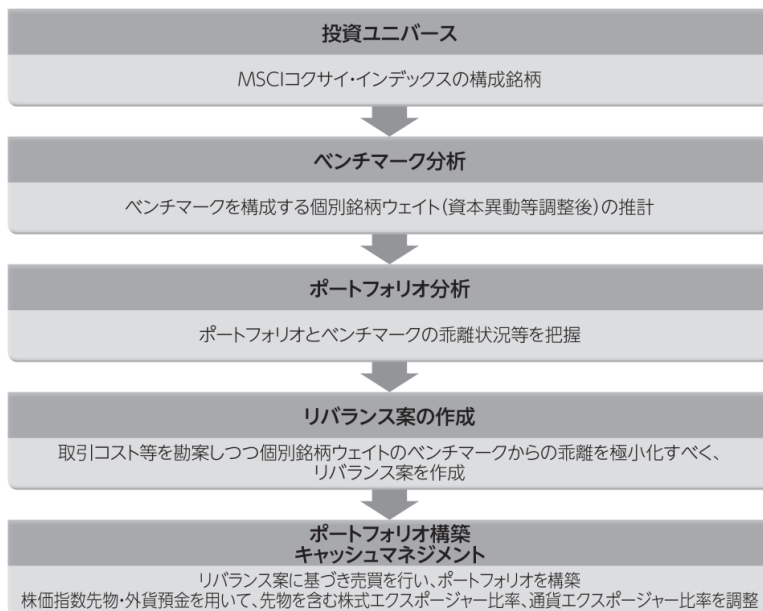 投資ユニバース
MSCIコクサイ・インデックスの構成銘柄
ベンチマーク分析
ベンチマークを構成する個別銘柄ウェイト(資本異動等調整後)の推計
ポートフォリオ分析
ポートフォリオとベンチマークの乖離状況等を把握
リバランス案の作成
取引コスト等を勘案しつつ個別銘柄ウェイトのベンチマークからの乖離を極小化すべく、
リバランス案を作成
ポートフォリオ構築
キャッシュマネジメント
リバランス案に基づき売買を行い、ポートフォリオを構築
株価指数先物・外貨預金を用いて、先物を含む株式エクスポージャー比率、通貨エクスポージャー比率を調整